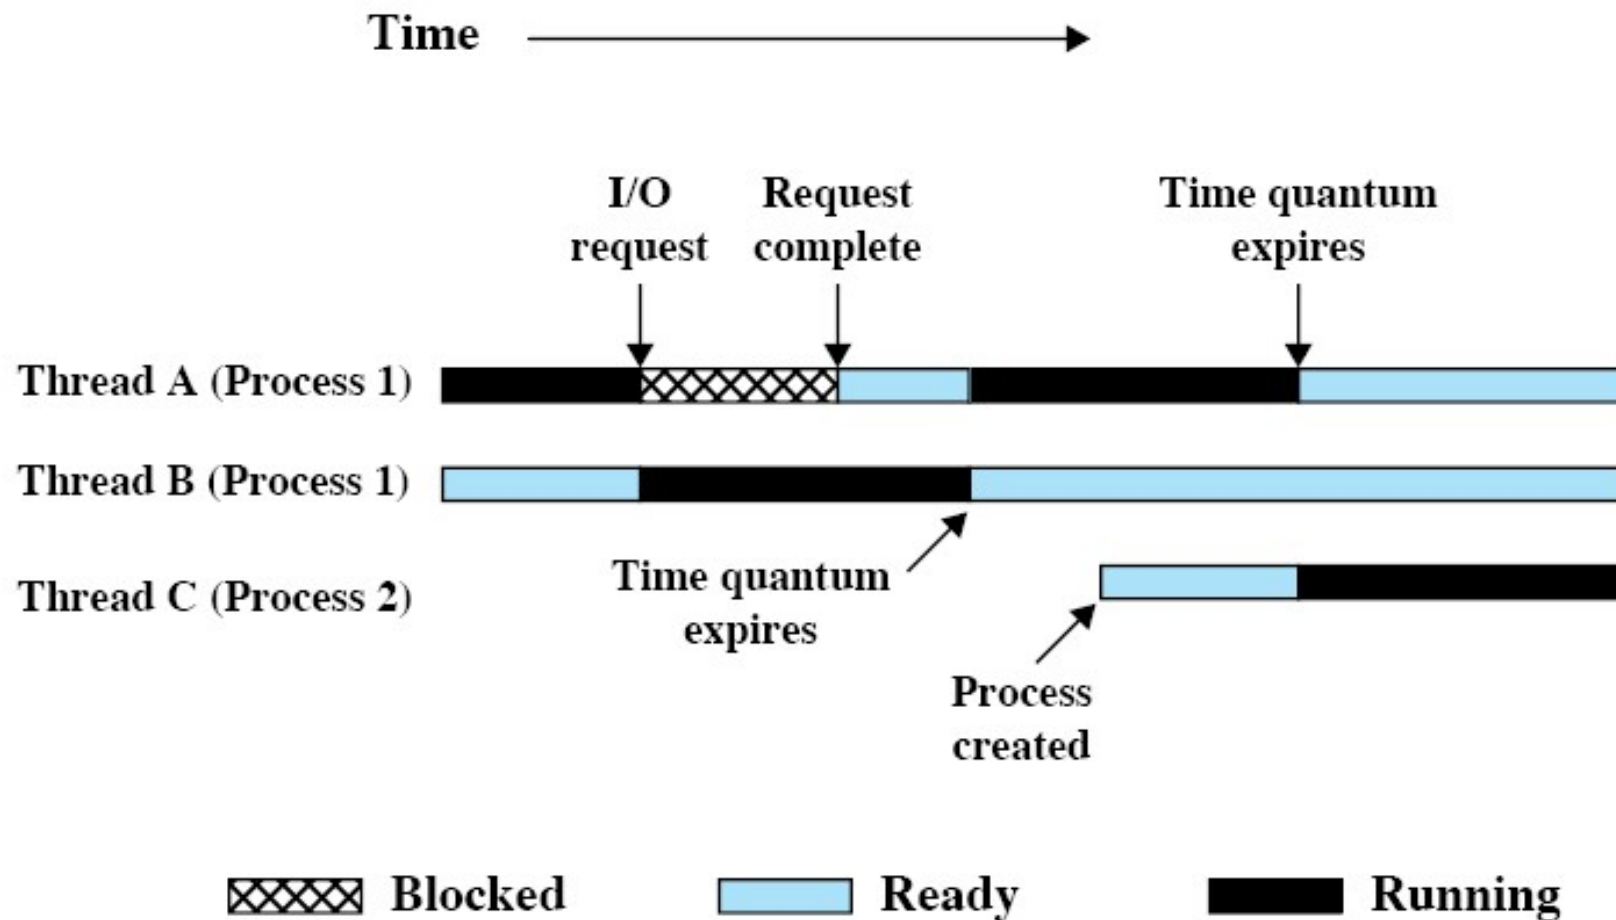 Time
I/O
request
Request
complete
Time quantum
expires
Thread A (Process 1)
Thread B (Process 1)
Time quantum
expires
Thread C (Process 2)
Process
created
Blocked
Ready
Running